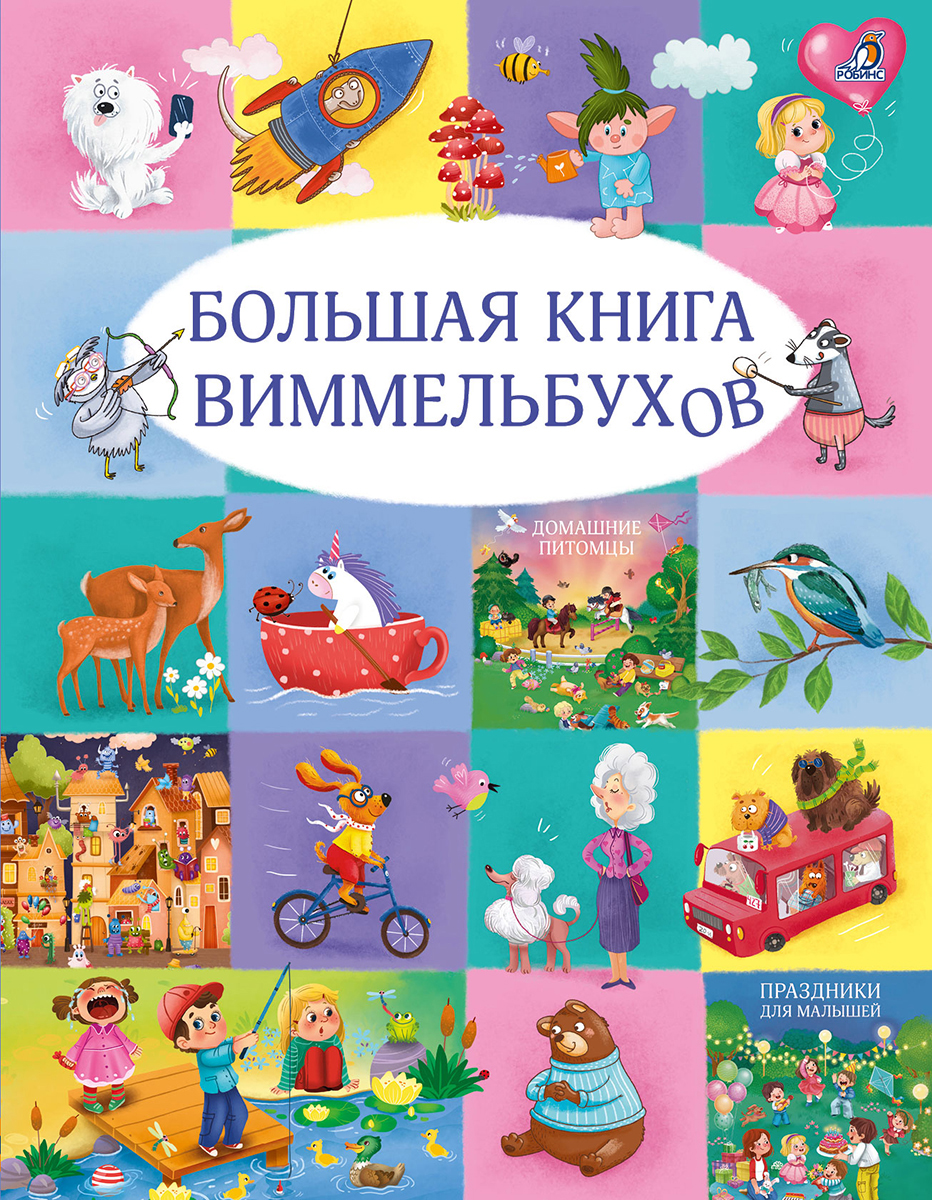 РОБИНС
БОЛЬШАЯ КНИГА
ВИММЕЛЬБУХОВ
ДОМАШНИЕ
ПИТОМЦЫ
ПРАЗДНИКИ
ДЛЯ МАЛЫШЕЙ